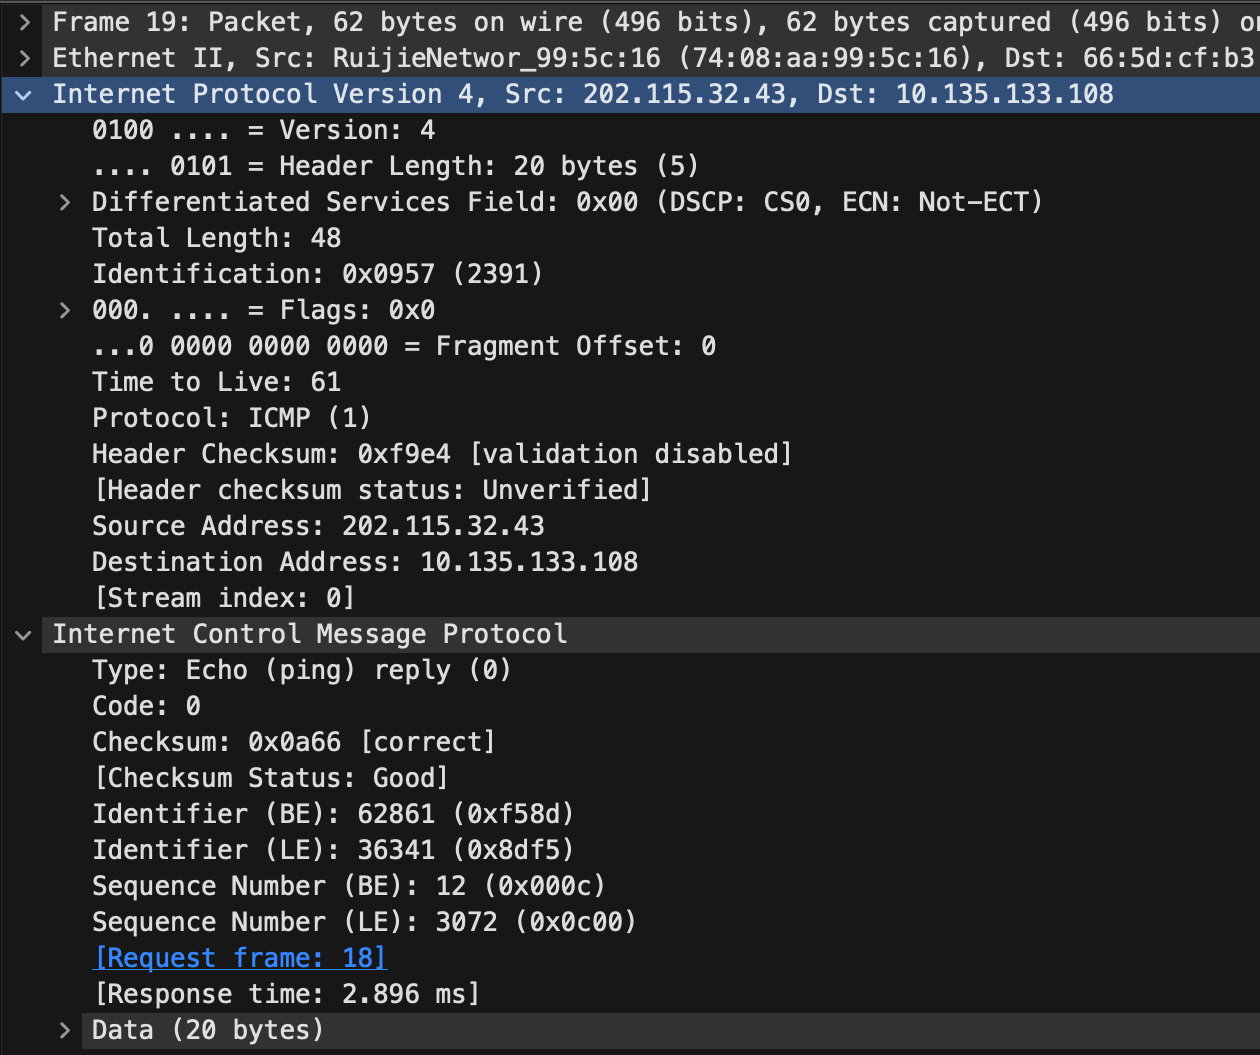 Frame 19: Packet, 62 bytes on wire (496 bits), 62 bytes captured (496 bits) o
Ethernet II, Src: RuijieNetwor_99:5c:16 (74:08:aa:99:5c:16), Dst: 66:5d:cf:b3
Internet Protocol Version 4, Src: 202.115.32.43, Dst: 10.135.133.108
0100 .... = Version: 4
.... 0101 = Header Length: 20 bytes (5)
Differentiated Services Field: 0x00 (DSCP: CS0, ECN: Not-ECT)
Total Length: 48
Identification: 0x0957 (2391)
000. .... = Flags: 0x0
...0 0000 0000 0000 = Fragment Offset: 0
Time to Live: 61
Protocol: ICMP (1)
Header Checksum: 0xf9e4 [validation disabled]
[Header checksum status: Unverified]
Source Address: 202.115.32.43
Destination Address: 10.135.133.108
[Stream index: 0]
Internet Control Message Protocol
Type: Echo (ping) reply (0)
Code: 0
Checksum: 0x0a66 [correct]
[Checksum Status: Good]
Identifier (BE): 62861 (0xf58d)
Identifier (LE): 36341 (0x8df5)
Sequence Number (BE): 12 (0x000c)
Sequence Number (LE): 3072 (0x0c00)
[Request frame: 18]
[Response time: 2.896 ms]
Data (20 bytes)